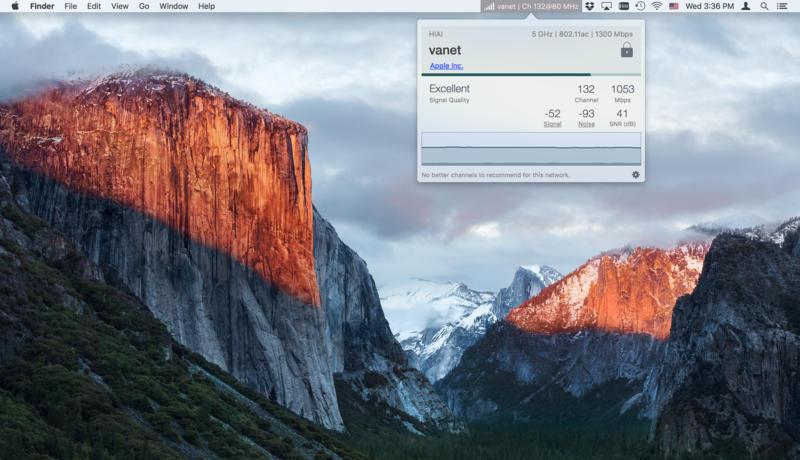 Finder File Edit View Go Window Help
vanet | Ch 132@80 MHz Wed 3:36 PM
HIAI 5 GHz | 802.11ac | 1300 Mbps
vanet
Apple Inc.
Excellent 132 1053
Signal Quality Channel Mbps
-52 -93 41
Signal Noise SNR (dB)
No better channels to recommend for this network.